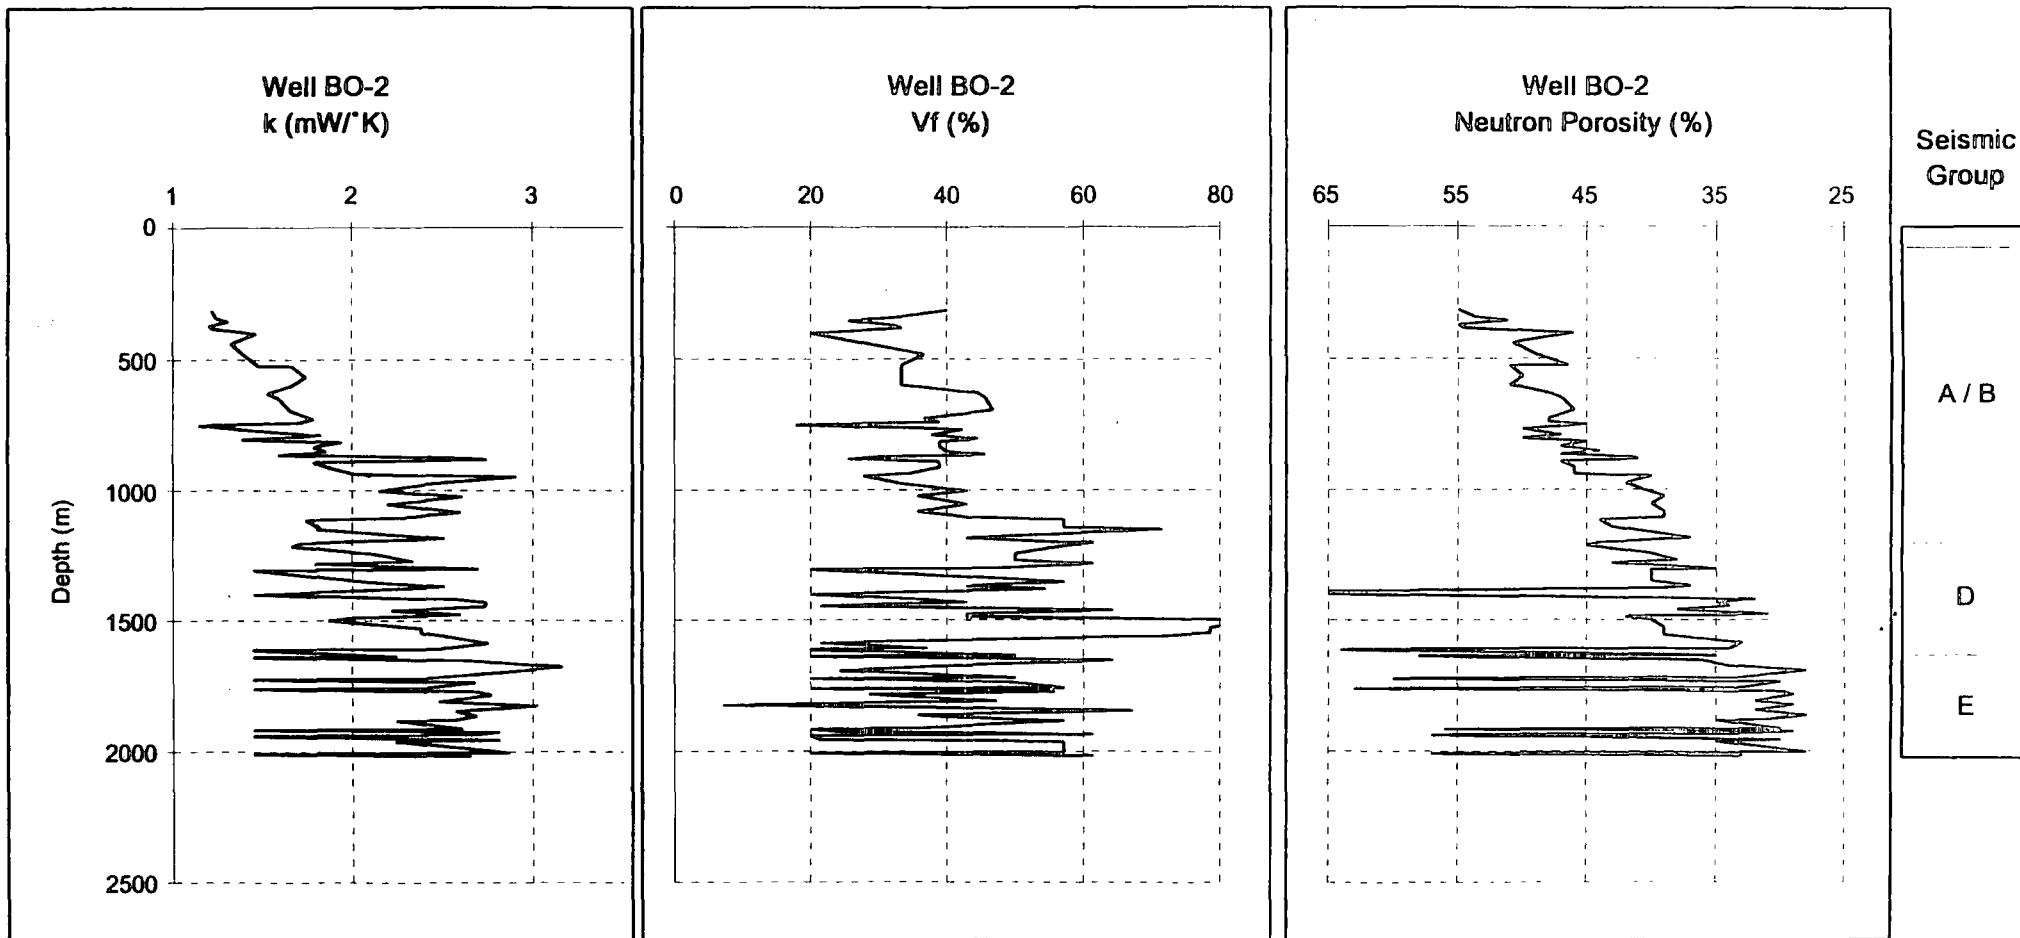 Well BO-2
k (mW/°K)
1 2 3
Depth (m)
0
500
1000
1500
2000
2500
Well BO-2
Vf (%)
0 20 40 60 80
Well BO-2
Neutron Porosity (%)
65 55 45 35 25
Seismic
Group
A / B
D
E